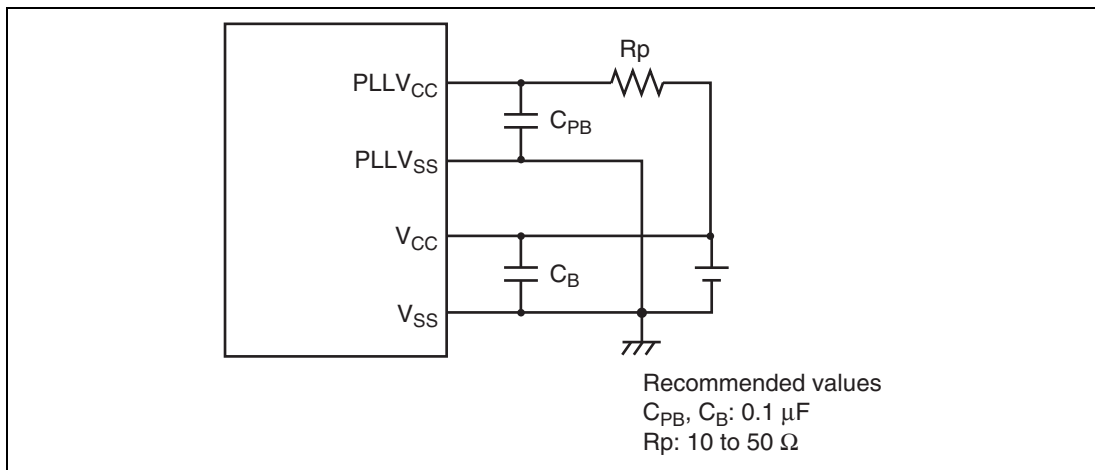 Rp
PLLVCC
CPB
PLLVSS
VCC
CB
VSS
Recommended values
CPB, CB: 0.1 μF
Rp: 10 to 50 Ω